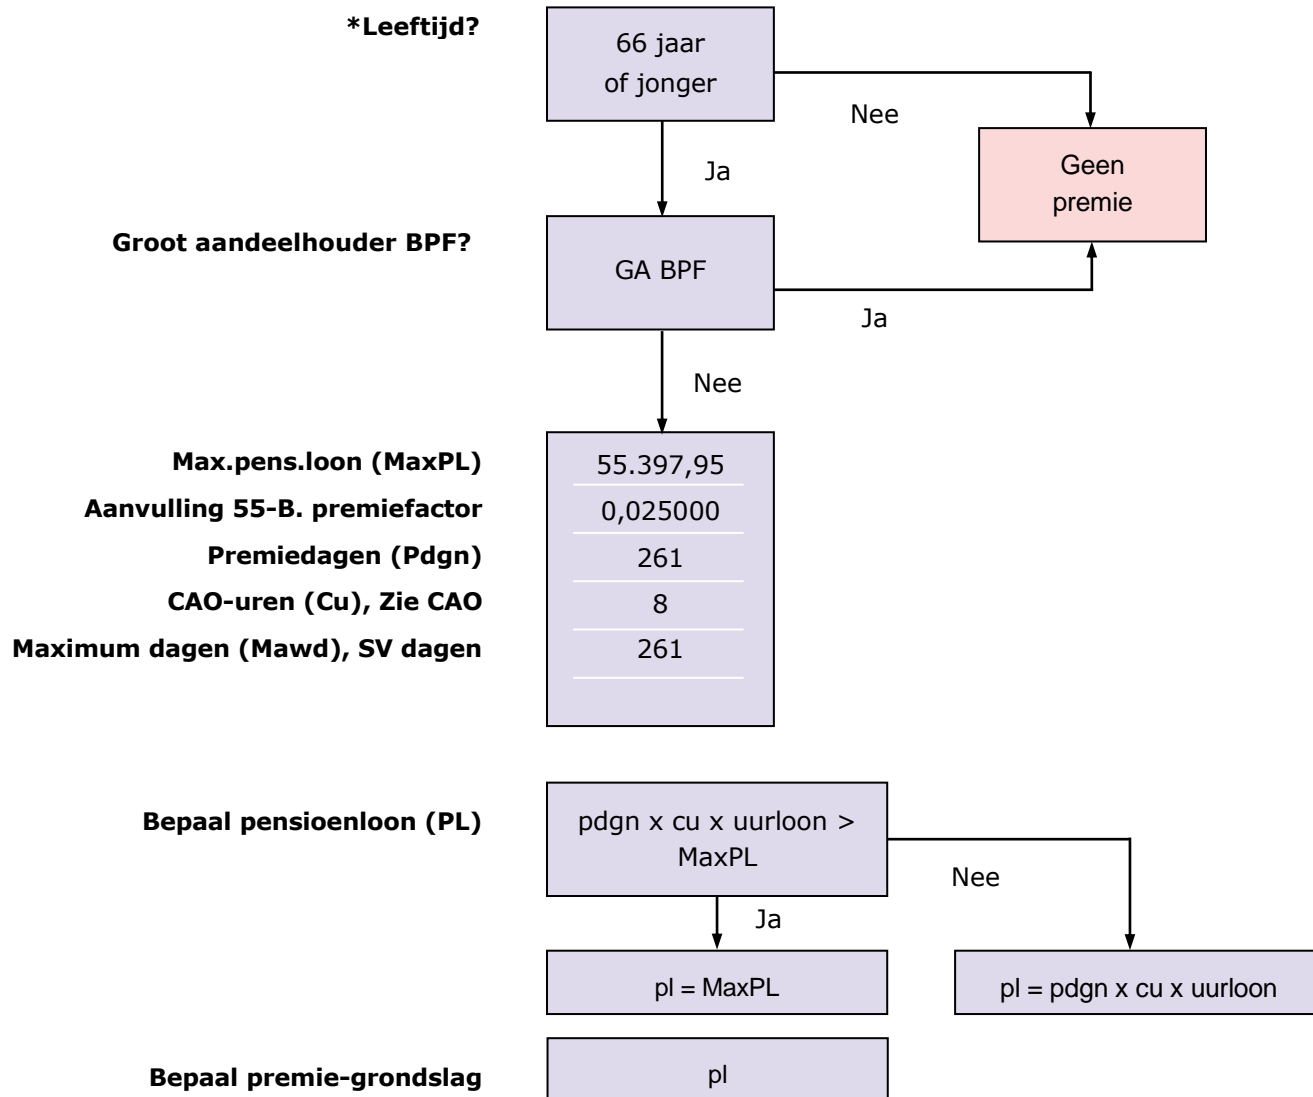 *Leeftijd?
66 jaar
of jonger
Nee
Geen
premie
Ja
Groot aandeelhouder BPF?
GA BPF
Ja
Nee
Max.pens.loon (MaxPL)
55.397,95
Aanvulling 55-B. premiefactor
0,025000
Premiedagen (Pdgn)
261
CAO-uren (Cu), Zie CAO
8
Maximum dagen (Mawd), SV dagen
261
Bepaal pensioenloon (PL)
pdgn x cu x uurloon >
MaxPL
Nee
Ja
pl = MaxPL
pl = pdgn x cu x uurloon
Bepaal premie-grondslag
pl